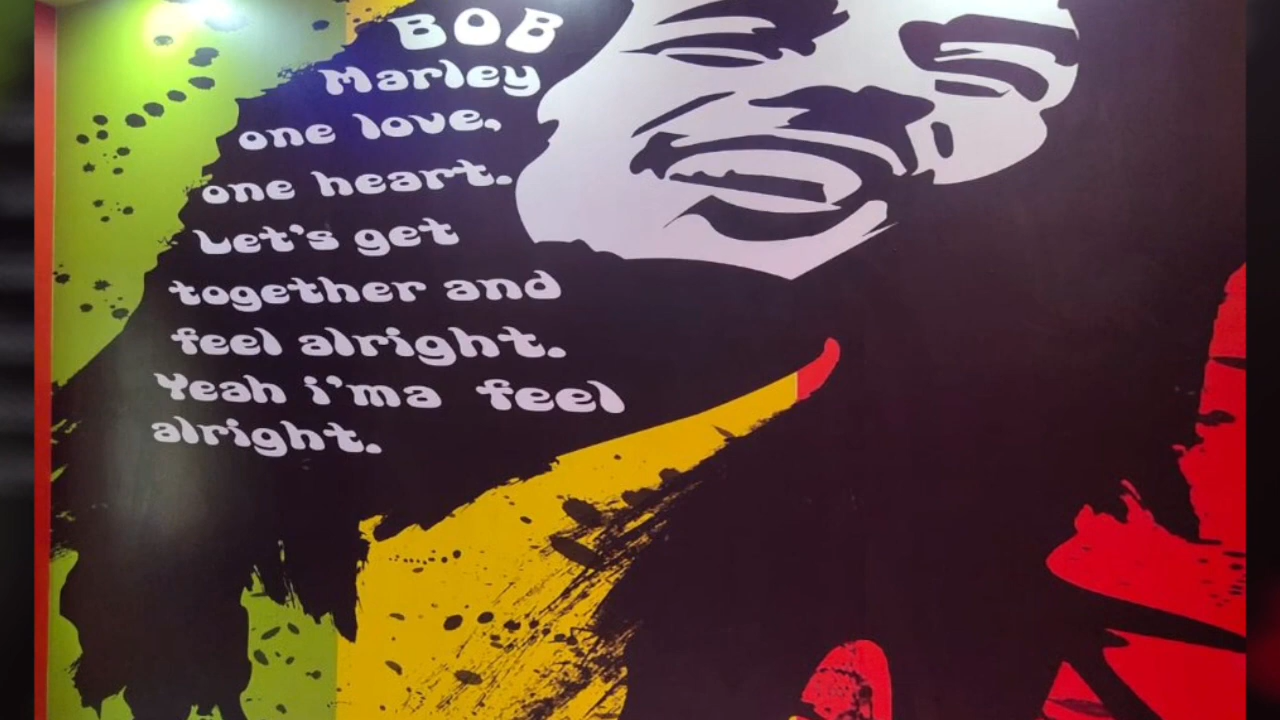 BOB
Marley
one love,
one heart.
Let's get
together and
feel alright.
Yeah i'ma feel
alright.